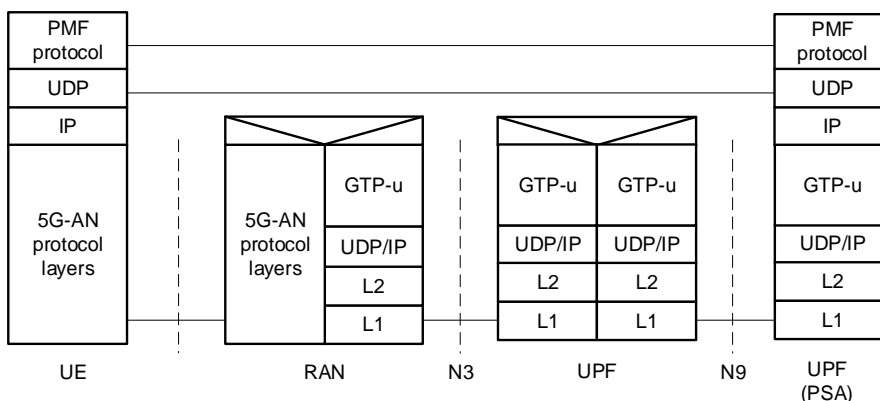 PMF
protocol
UDP
IP
5G-AN
protocol
layers
UE
5G-AN
protocol
layers
GTP-u
UDP/IP
L2
L1
RAN
N3
GTP-u
GTP-u
UDP/IP
UDP/IP
L2
L2
L1
L1
UPF
N9
PMF
protocol
UDP
IP
GTP-u
UDP/IP
L2
L1
UPF
(PSA)